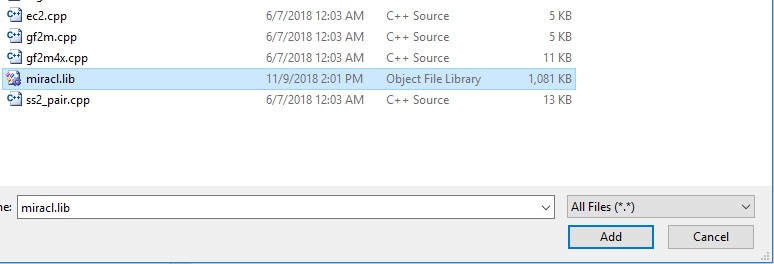 ec2.cpp 6/7/2018 12:03 AM C++ Source 5 KB
gf2m.cpp 6/7/2018 12:03 AM C++ Source 5 KB
gf2m4x.cpp 6/7/2018 12:03 AM C++ Source 11 KB
miracl.lib 11/9/2018 2:01 PM Object File Library 1,081 KB
ss2_pair.cpp 6/7/2018 12:03 AM C++ Source 13 KB
ne: miracl.lib All Files (*.*)
Add Cancel